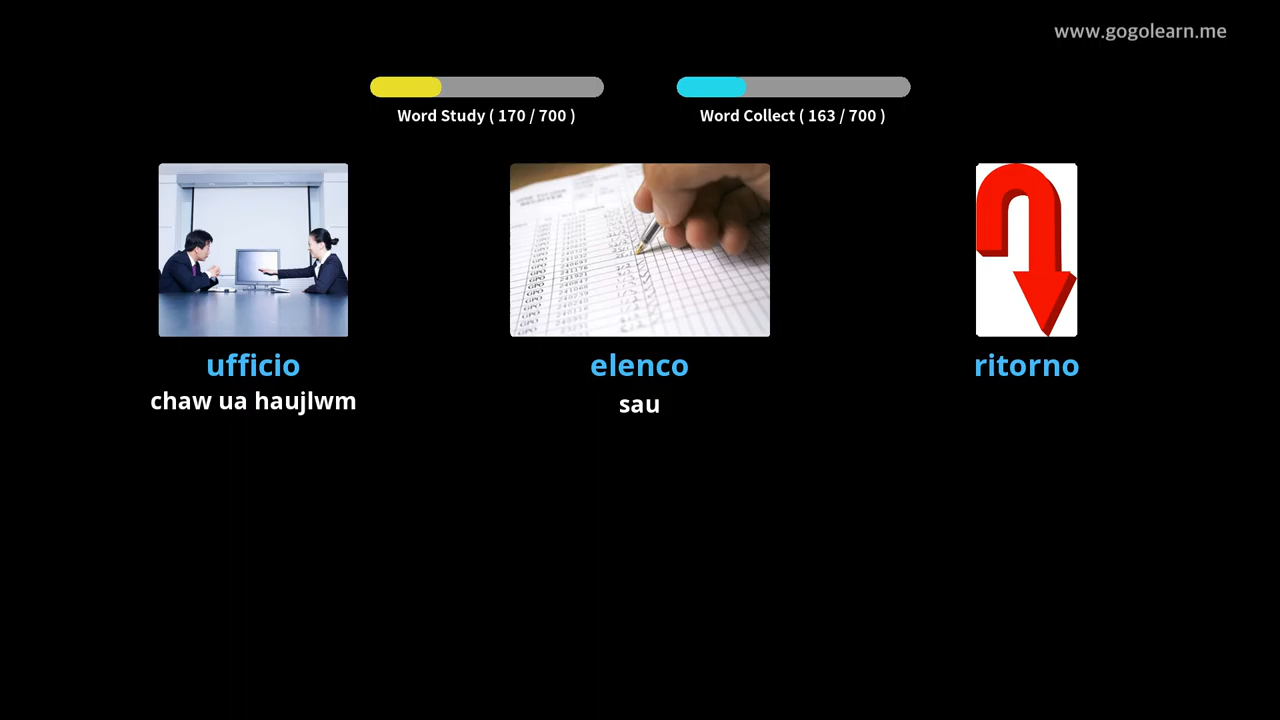 www.gogolearn.me
Word Study ( 170 / 700 )
Word Collect ( 163 / 700 )
ufficio
elenco
ritorno
chaw ua haujlwm
sau